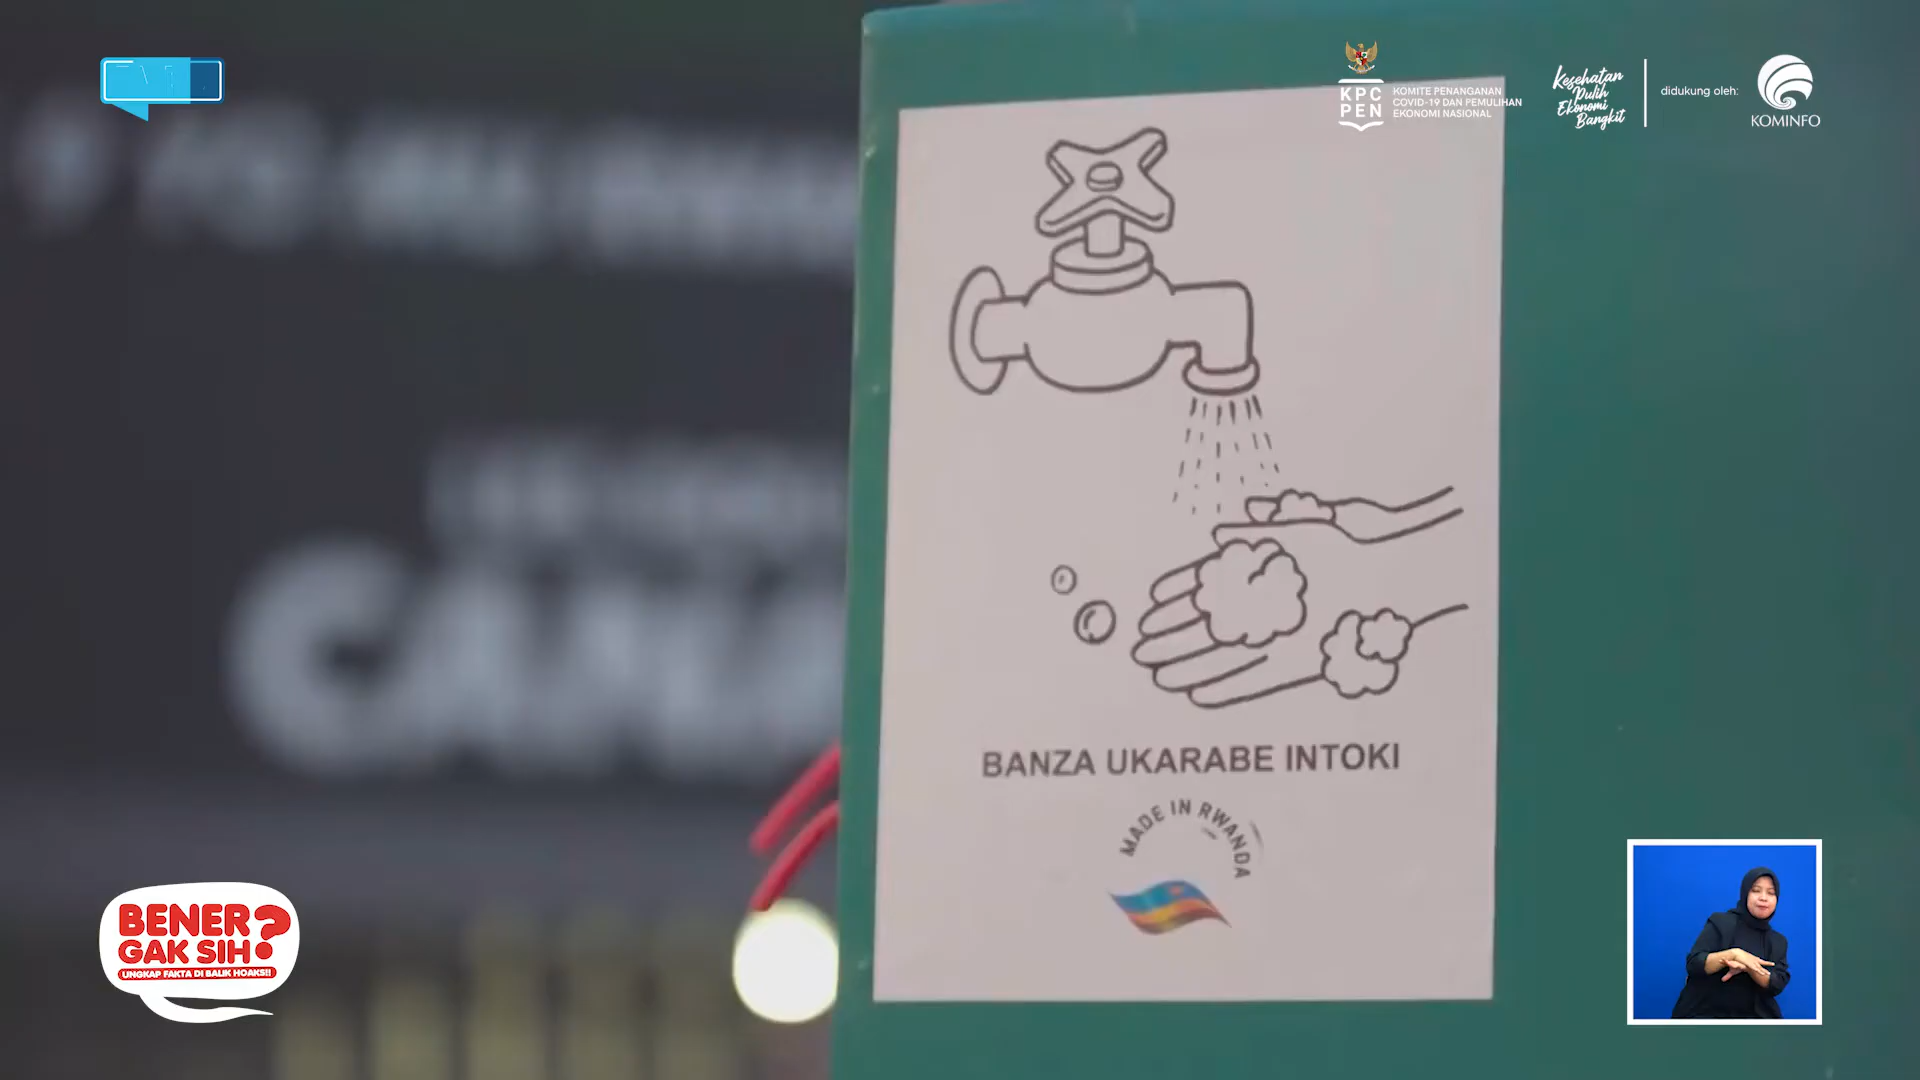 KPC
PEN
KOMITE PENANGANAN
COVID-19 DAN PEMULIHAN
EKONOMI NASIONAL
Kesehatan
Pulih
Ekonomi
Bangkit
didukung oleh:
KOMINFO
BANZA UKARABE INTOKI
MADE IN RWANDA
BENER
GAK SIH?
UNGKAP FAKTA DI BALIK HOAKS!!